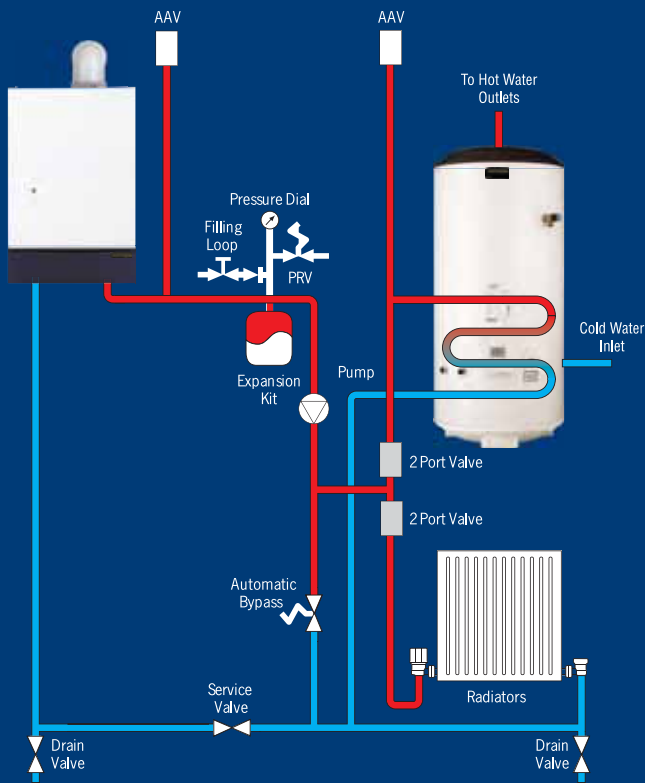 AAV
AAV
To Hot Water
Outlets
Pressure Dial
Filling
Loop
PRV
Cold Water
Inlet
Expansion
Kit
Pump
2 Port Valve
2 Port Valve
Automatic
Bypass
Radiators
Service
Valve
Drain
Valve
Drain
Valve